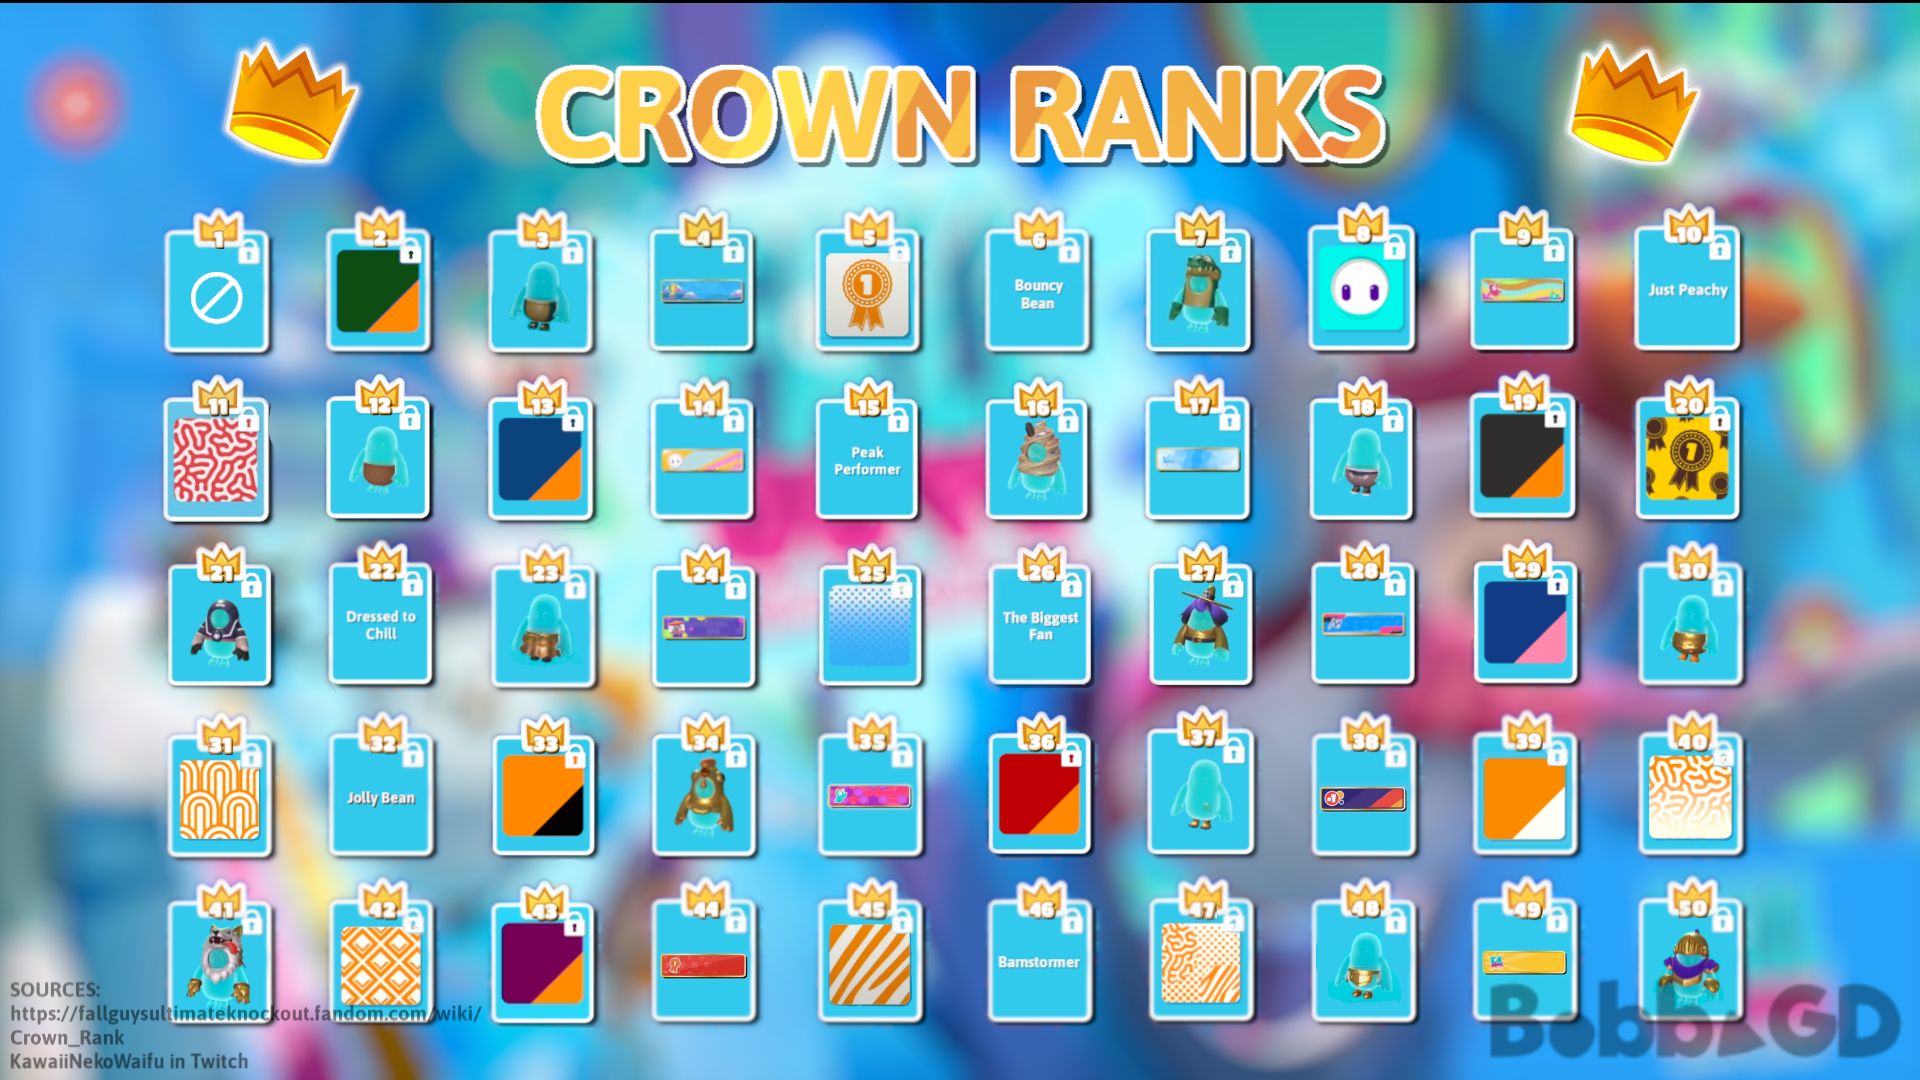 CROWN RANKS
1 2 3 4 5 6 7 8 9 10
1
Bouncy
Bean
Just Peachy
11 12 13 14 15 16 17 18 19 20
Peak
Performer
1
21 22 23 24 25 26 27 28 29 30
Dressed to
Chill
The Biggest
Fan
31 32 33 34 35 36 37 38 39 40
Jolly Bean
41 42 43 44 45 46 47 48 49 50
Barnstormer
SOURCES:
https://fallguysultimateknockout.fandom.com/wiki/
Crown_Rank
KawaiiNekoWaifu in Twitch